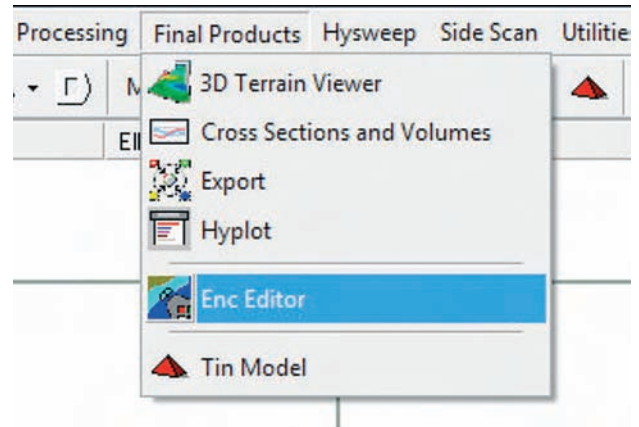 Processing Final Products Hysweep Side Scan
3D Terrain Viewer
Cross Sections and Volumes
Export
Hyplot
Enc Editor
Tin Model